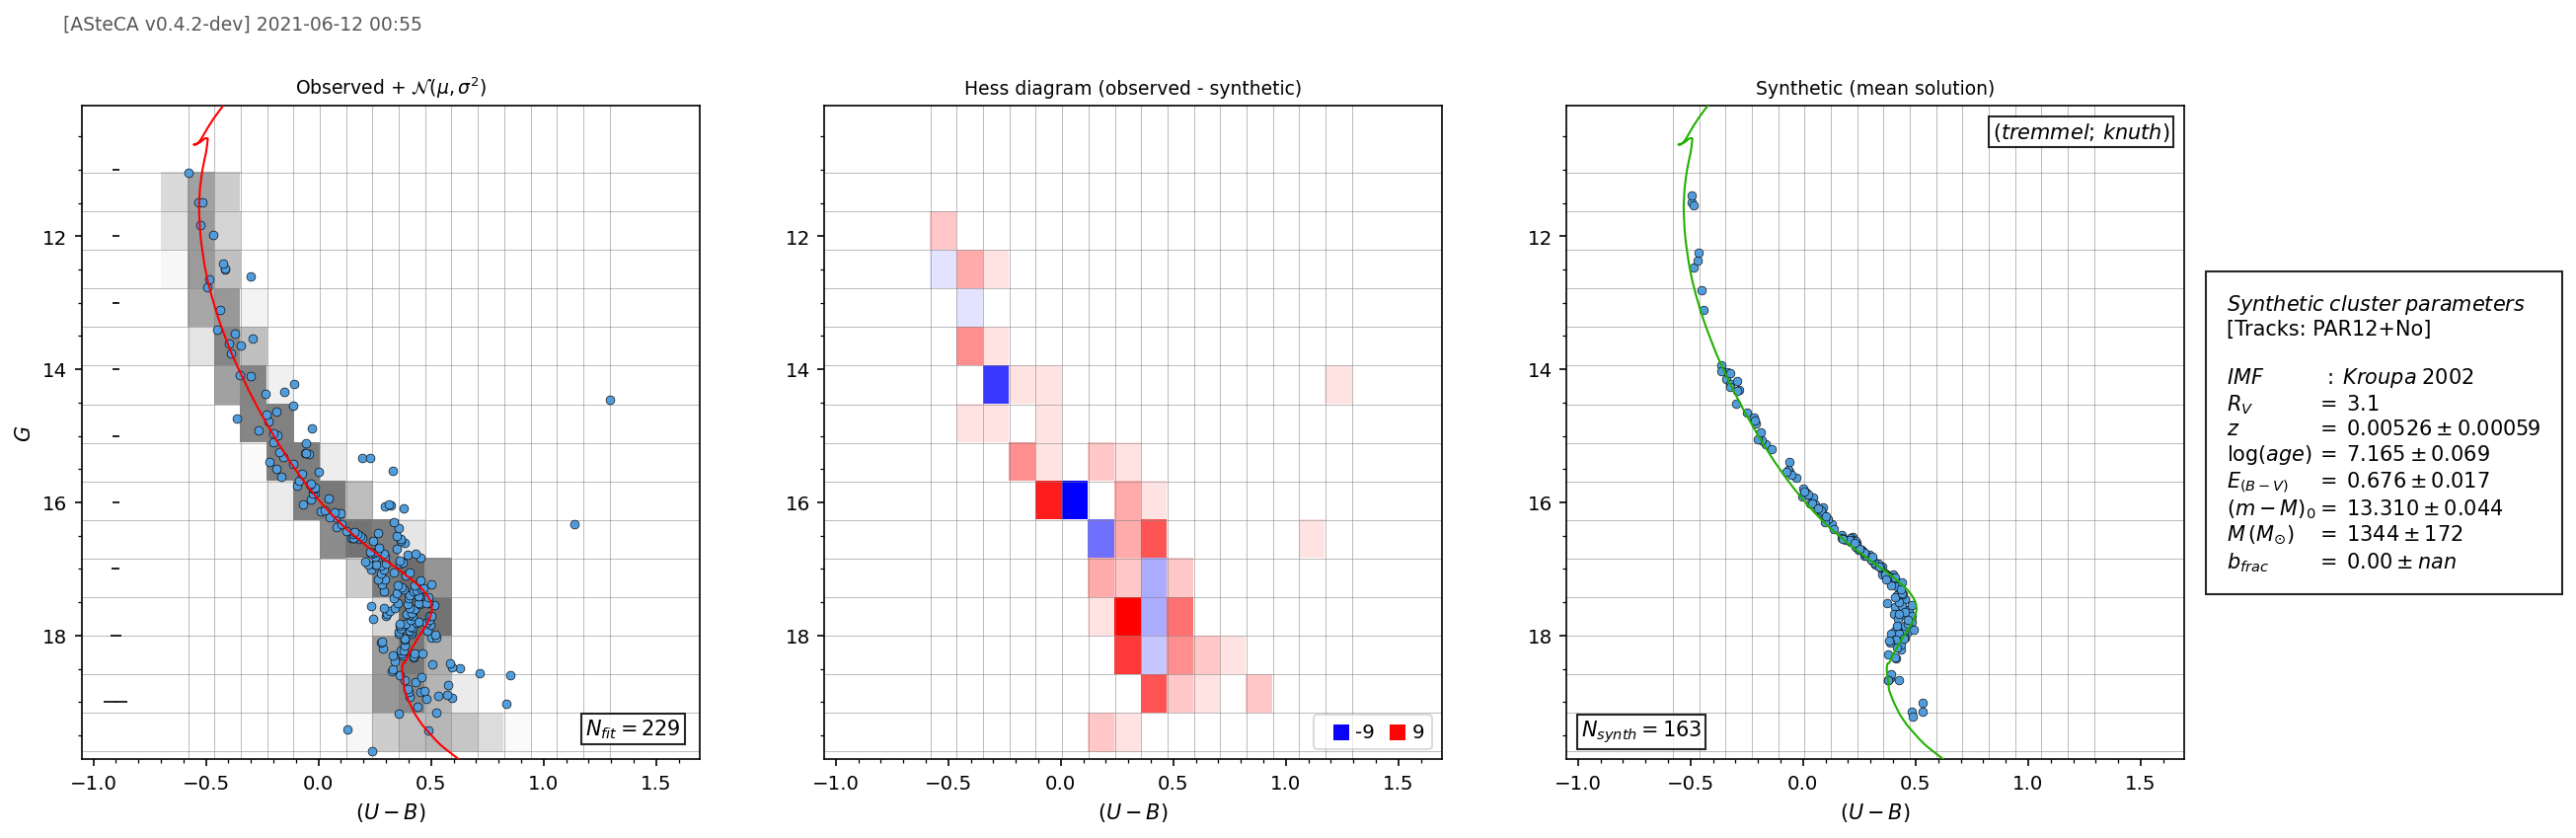 [ASteCA v0.4.2-dev] 2021-06-12 00:55
Observed + 𝒩(μ, σ²)
12
14
16
18
G
−1.0 −0.5 0.0 0.5 1.0 1.5
(U − B)
N_fit = 229
Hess diagram (observed - synthetic)
12
14
16
18
−1.0 −0.5 0.0 0.5 1.0 1.5
(U − B)
-9 9
Synthetic (mean solution)
(tremmel; knuth)
12
14
16
18
−1.0 −0.5 0.0 0.5 1.0 1.5
(U − B)
N_synth = 163
Synthetic cluster parameters
[Tracks: PAR12+No]
IMF : Kroupa 2002
R_V = 3.1
z = 0.00526 ± 0.00059
log(age) = 7.165 ± 0.069
E_(B−V) = 0.676 ± 0.017
(m − M)₀ = 13.310 ± 0.044
M (M_⊙) = 1344 ± 172
b_frac = 0.00 ± nan